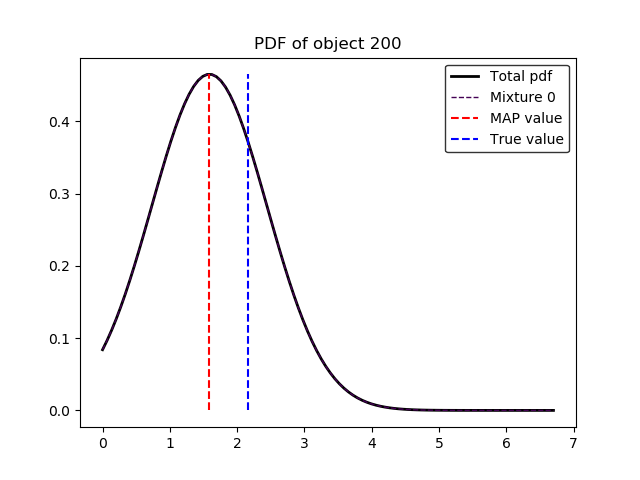 PDF of object 200
Total pdf
Mixture 0
MAP value
True value
0.4
0.3
0.2
0.1
0.0
0 1 2 3 4 5 6 7